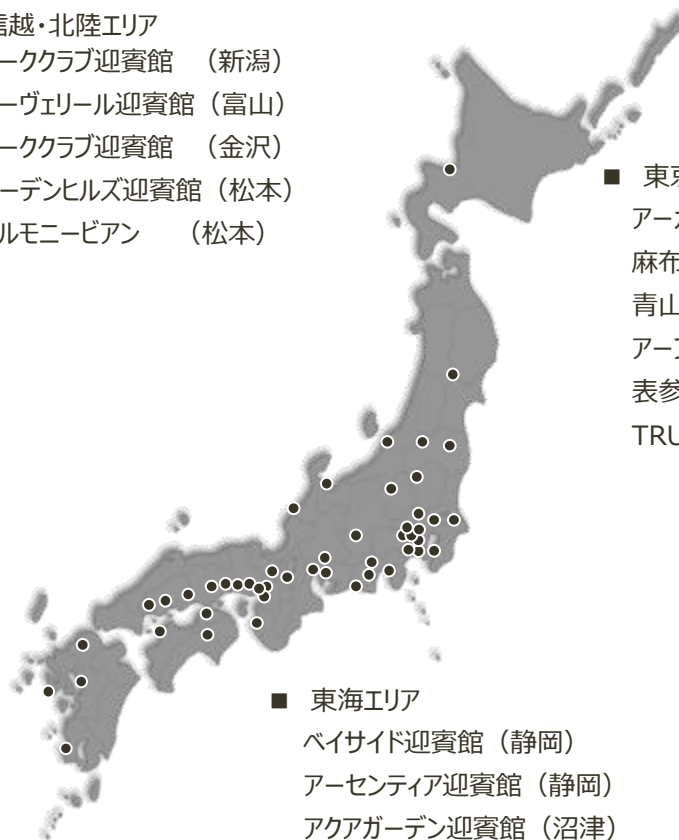 信越・北陸エリア
ーククラブ迎賓館 （新潟）
ーヴェリール迎賓館（富山）
ーククラブ迎賓館 （金沢）
ーデンヒルズ迎賓館（松本）
ルモニービアン （松本）
■ 東京
アーカ
麻布
青山
アーフ
表参
TRU
■ 東海エリア
ベイサイド迎賓館（静岡）
アーセンティア迎賓館（静岡）
アクアガーデン迎賓館（沼津）